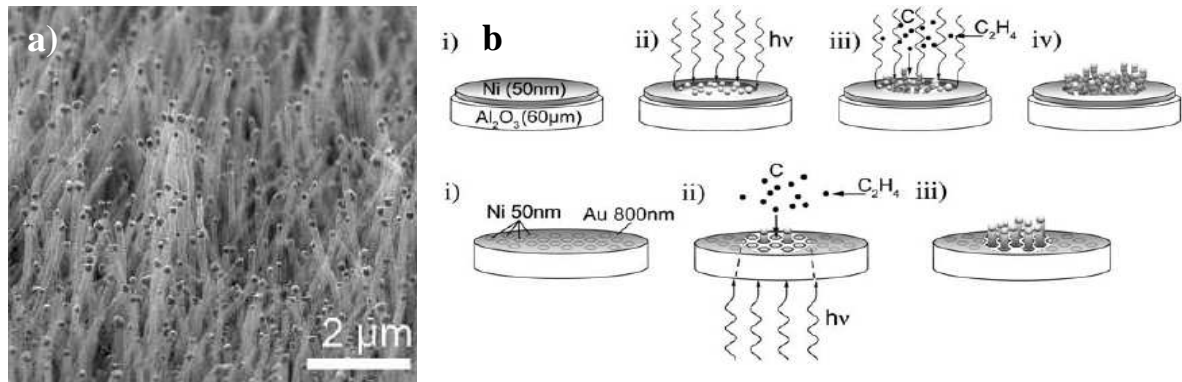 a)
2 μm
b
i)
Ni (50nm)
Al₂O₃(60μm)
ii)
hν
iii)
C
C₂H₄
iv)
i)
Ni 50nm
Au 800nm
ii)
C
C₂H₄
hν
iii)